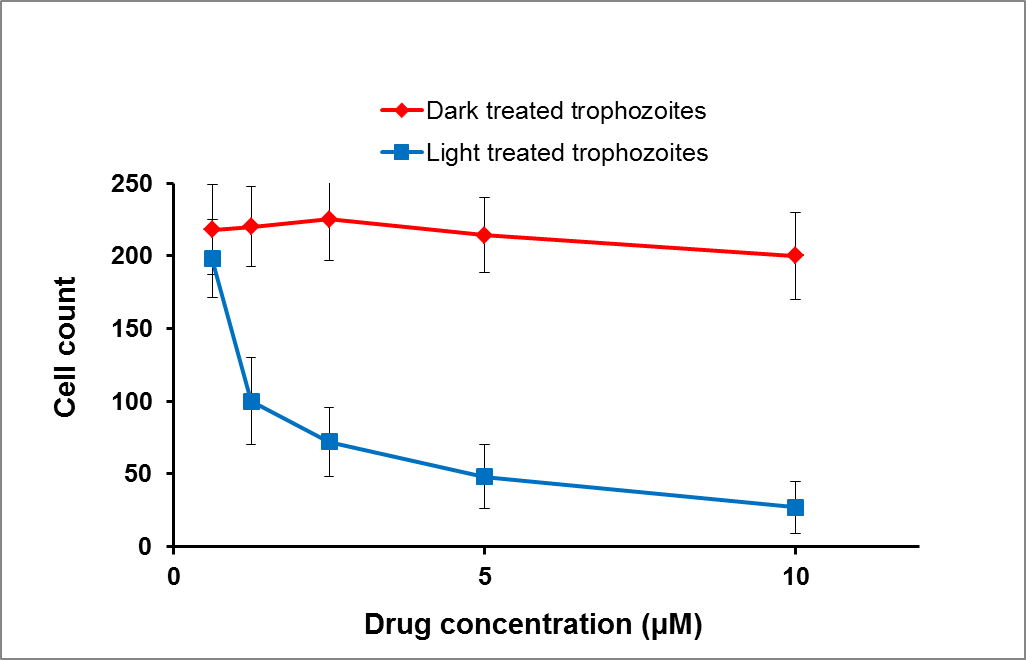 Dark treated trophozoites
Light treated trophozoites
250
200
150
100
50
0
Cell count
0 5 10
Drug concentration (µM)